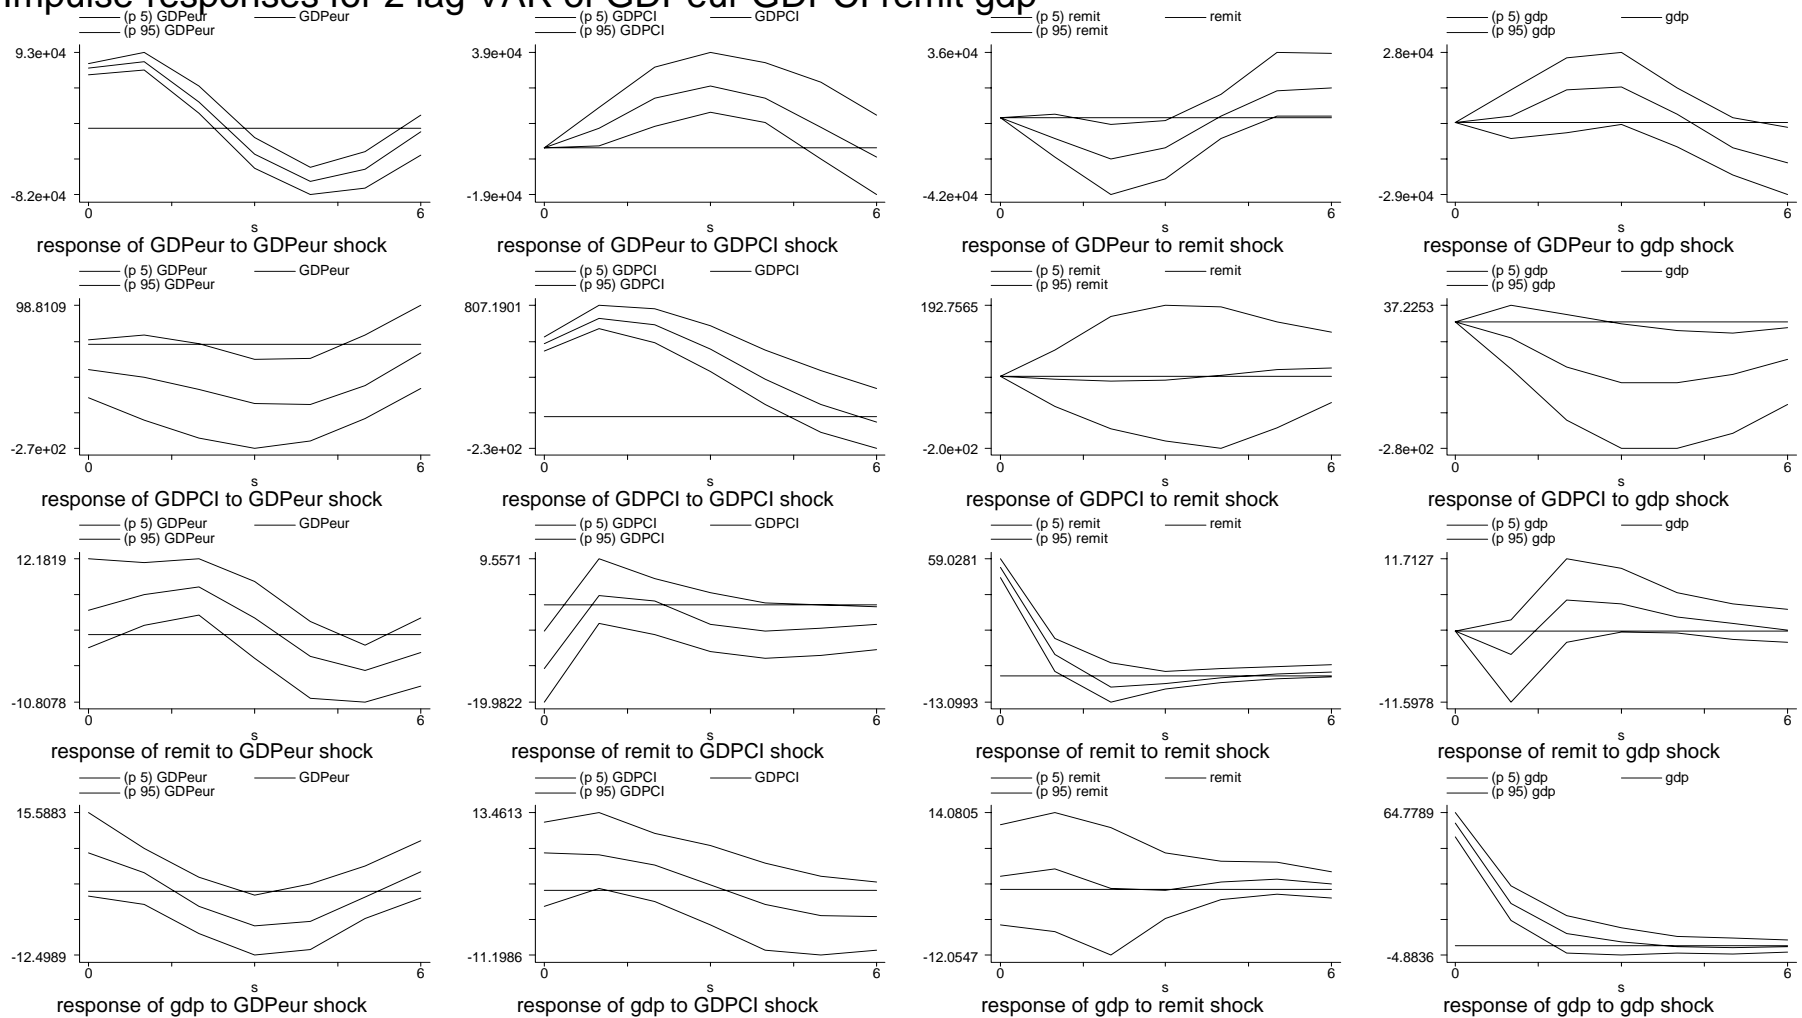 Impulse responses for 2 lag VAR of GDPeur GDPCI remit gdp
(p 5) GDPeur GDPeur
(p 95) GDPeur
9.3e+04
-8.2e+04
0 6
s
response of GDPeur to GDPeur shock
(p 5) GDPCI GDPCI
(p 95) GDPCI
3.9e+04
-1.9e+04
0 6
s
response of GDPeur to GDPCI shock
(p 5) remit remit
(p 95) remit
3.6e+04
-4.2e+04
0 6
s
response of GDPeur to remit shock
(p 5) gdp gdp
(p 95) gdp
2.8e+04
-2.9e+04
0 6
s
response of GDPeur to gdp shock
(p 5) GDPeur GDPeur
(p 95) GDPeur
98.8109
-2.7e+02
0 6
s
response of GDPCI to GDPeur shock
(p 5) GDPCI GDPCI
(p 95) GDPCI
807.1901
-2.3e+02
0 6
s
response of GDPCI to GDPCI shock
(p 5) remit remit
(p 95) remit
192.7565
-2.0e+02
0 6
s
response of GDPCI to remit shock
(p 5) gdp gdp
(p 95) gdp
37.2253
-2.8e+02
0 6
s
response of GDPCI to gdp shock
(p 5) GDPeur GDPeur
(p 95) GDPeur
12.1819
-10.8078
0 6
s
response of remit to GDPeur shock
(p 5) GDPCI GDPCI
(p 95) GDPCI
9.5571
-19.9822
0 6
s
response of remit to GDPCI shock
(p 5) remit remit
(p 95) remit
59.0281
-13.0993
0 6
s
response of remit to remit shock
(p 5) gdp gdp
(p 95) gdp
11.7127
-11.5978
0 6
s
response of remit to gdp shock
(p 5) GDPeur GDPeur
(p 95) GDPeur
15.5883
-12.4989
0 6
s
response of gdp to GDPeur shock
(p 5) GDPCI GDPCI
(p 95) GDPCI
13.4613
-11.1986
0 6
s
response of gdp to GDPCI shock
(p 5) remit remit
(p 95) remit
14.0805
-12.0547
0 6
s
response of gdp to remit shock
(p 5) gdp gdp
(p 95) gdp
64.7789
-4.8836
0 6
s
response of gdp to gdp shock